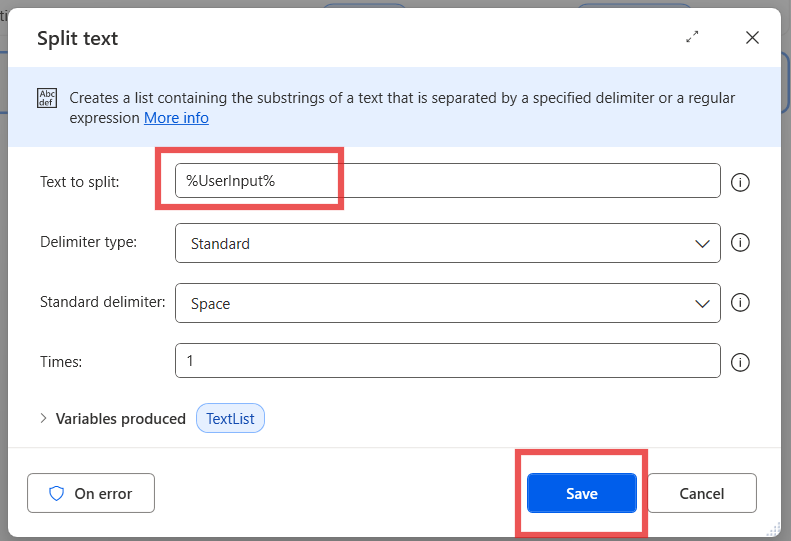 Split text
Abc
def
Creates a list containing the substrings of a text that is separated by a specified delimiter or a regular
expression More info
Text to split:
%UserInput%
Delimiter type:
Standard
Standard delimiter:
Space
Times:
1
Variables produced
TextList
On error
Save
Cancel